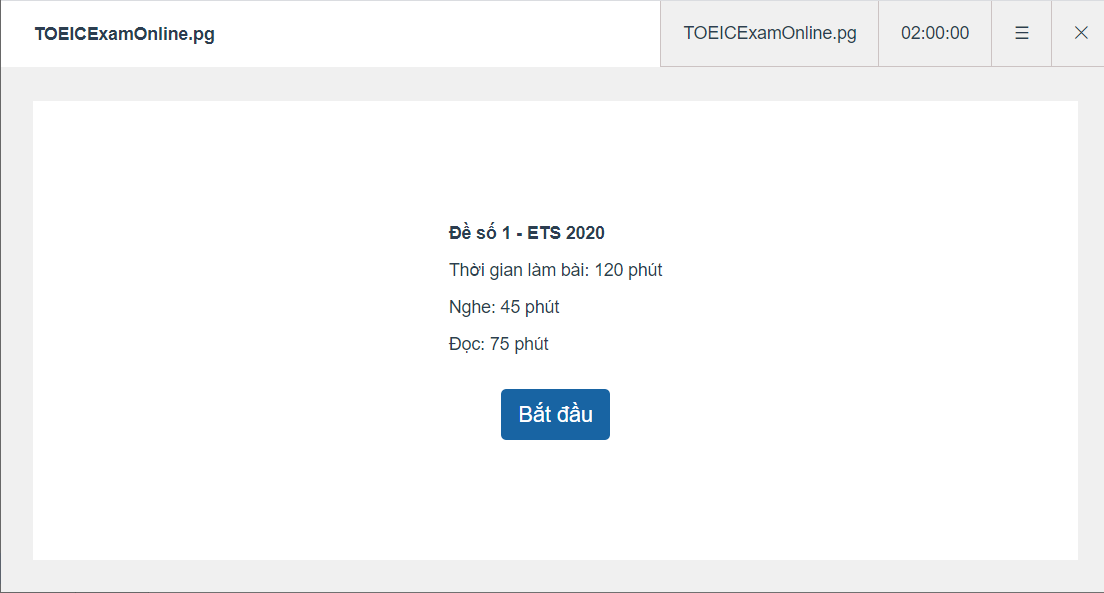 TOEICExamOnline.pg
TOEICExamOnline.pg
02:00:00
Đề số 1 - ETS 2020
Thời gian làm bài: 120 phút
Nghe: 45 phút
Đọc: 75 phút
Bắt đầu